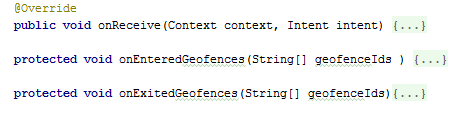 @Override
public void onReceive(Context context, Intent intent) {...}
protected void onEnteredGeofences(String[] geofenceIds ) {...}
protected void onExitedGeofences(String[] geofenceIds){...}